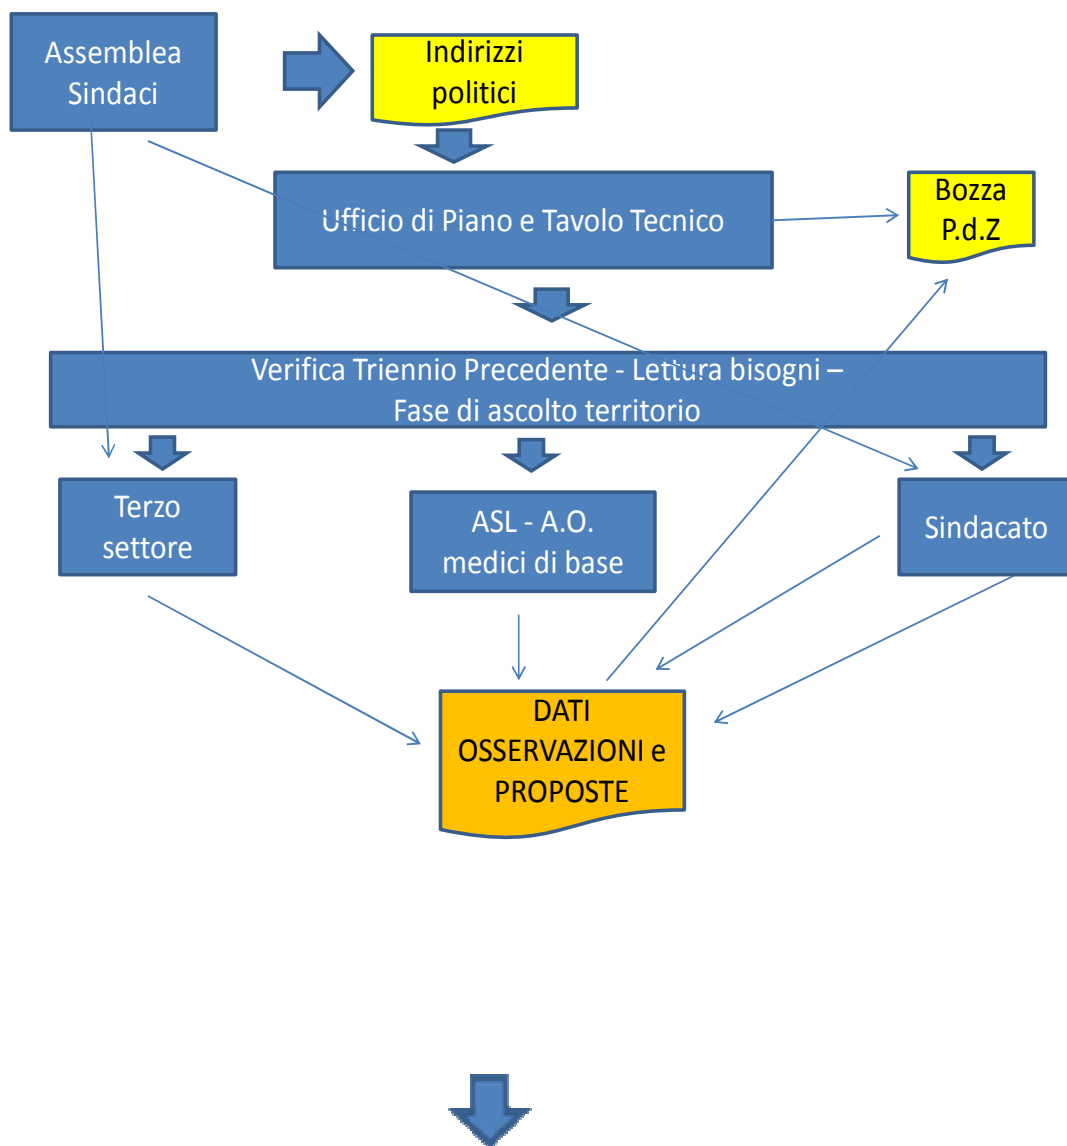 Assemblea
Sindaci
Indirizzi
politici
Ufficio di Piano e Tavolo Tecnico
Bozza
P.d.Z
Verifica Triennio Precedente - Lettura bisogni –
Fase di ascolto territorio
Terzo
settore
ASL - A.O.
medici di base
Sindacato
DATI
OSSERVAZIONI e
PROPOSTE